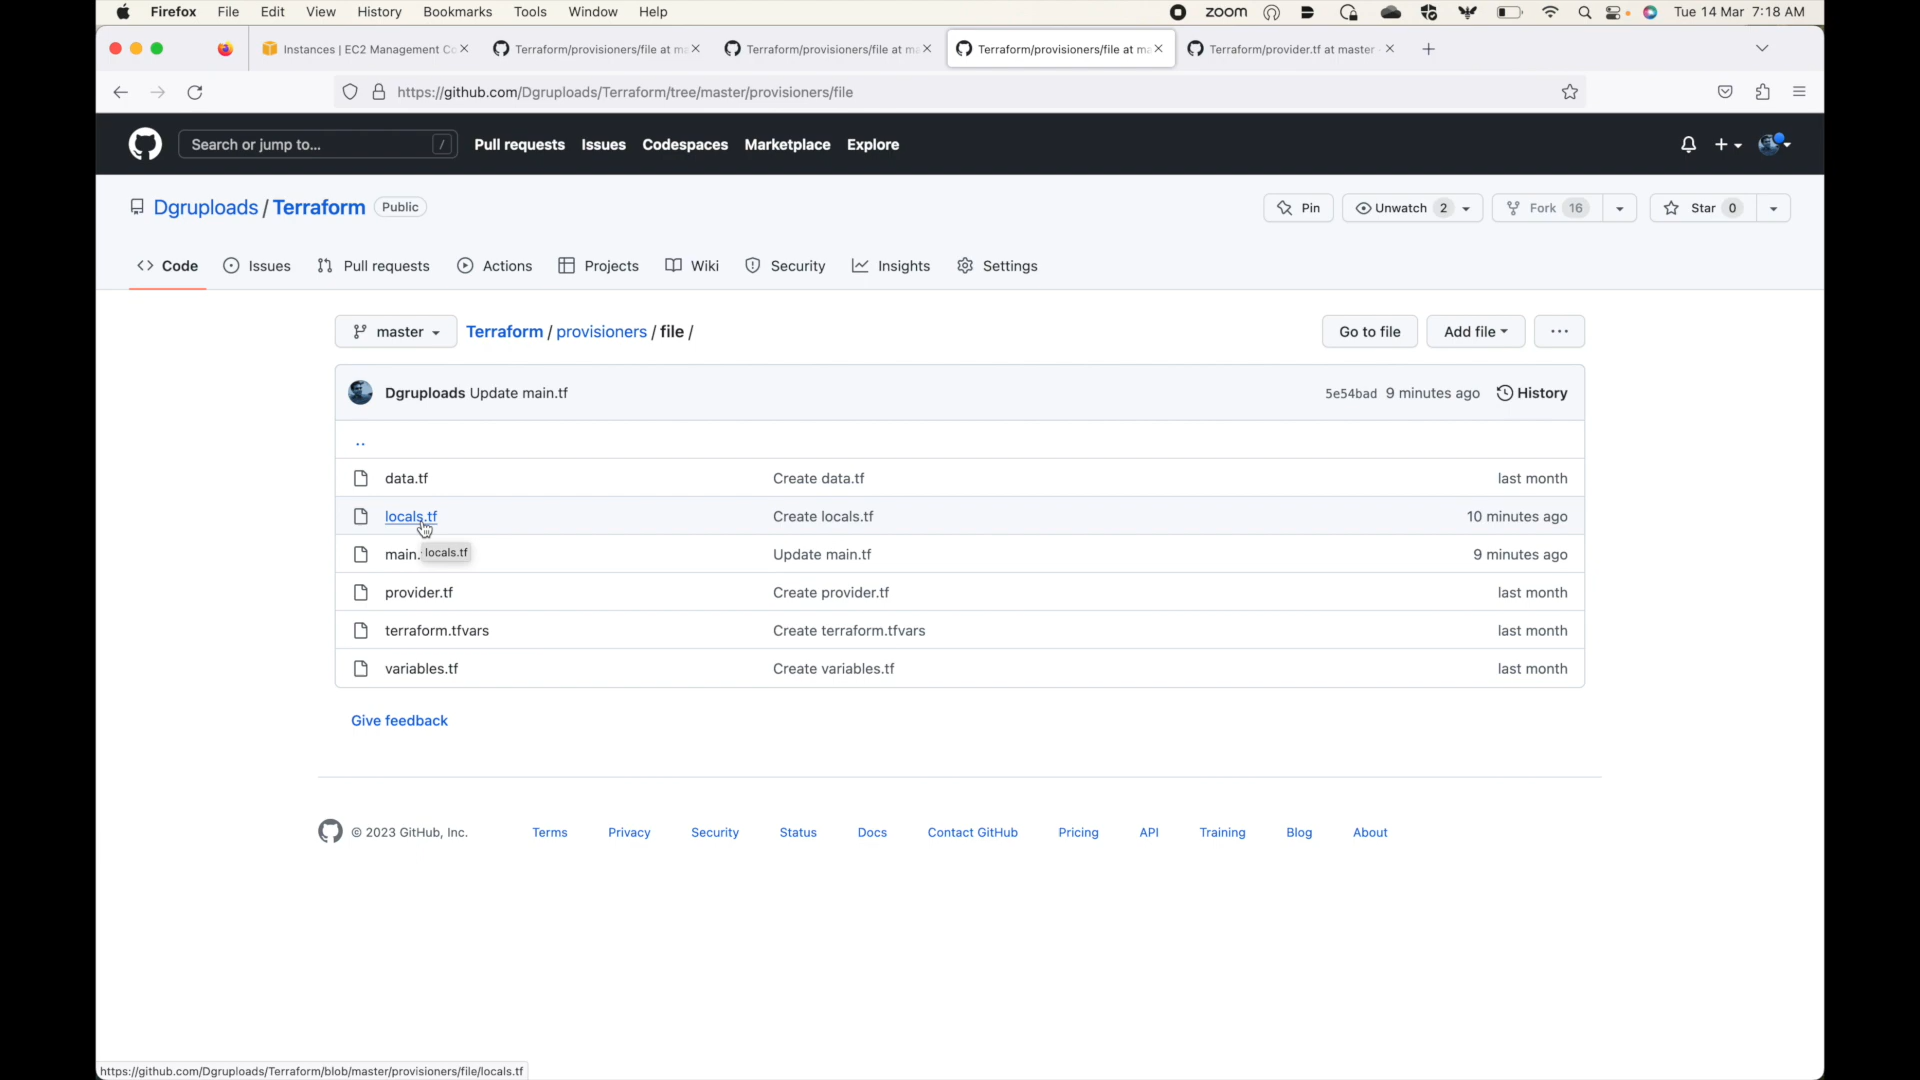 Firefox File Edit View History Bookmarks Tools Window Help zoom Tue 14 Mar 7:18 AM
Instances | EC2 Management Co Terraform/provisioners/file at ma Terraform/provisioners/file at ma Terraform/provisioners/file at ma Terraform/provider.tf at master
https://github.com/Dgruploads/Terraform/tree/master/provisioners/file
Search or jump to... / Pull requests Issues Codespaces Marketplace Explore
Dgruploads / Terraform Public Pin Unwatch 2 Fork 16 Star 0
Code Issues Pull requests Actions Projects Wiki Security Insights Settings
master Terraform / provisioners / file / Go to file Add file ...
Dgruploads Update main.tf 5e54bad 9 minutes ago History
..
data.tf Create data.tf last month
locals.tf Create locals.tf 10 minutes ago
main. locals.tf Update main.tf 9 minutes ago
provider.tf Create provider.tf last month
terraform.tfvars Create terraform.tfvars last month
variables.tf Create variables.tf last month
Give feedback
© 2023 GitHub, Inc. Terms Privacy Security Status Docs Contact GitHub Pricing API Training Blog About
https://github.com/Dgruploads/Terraform/blob/master/provisioners/file/locals.tf